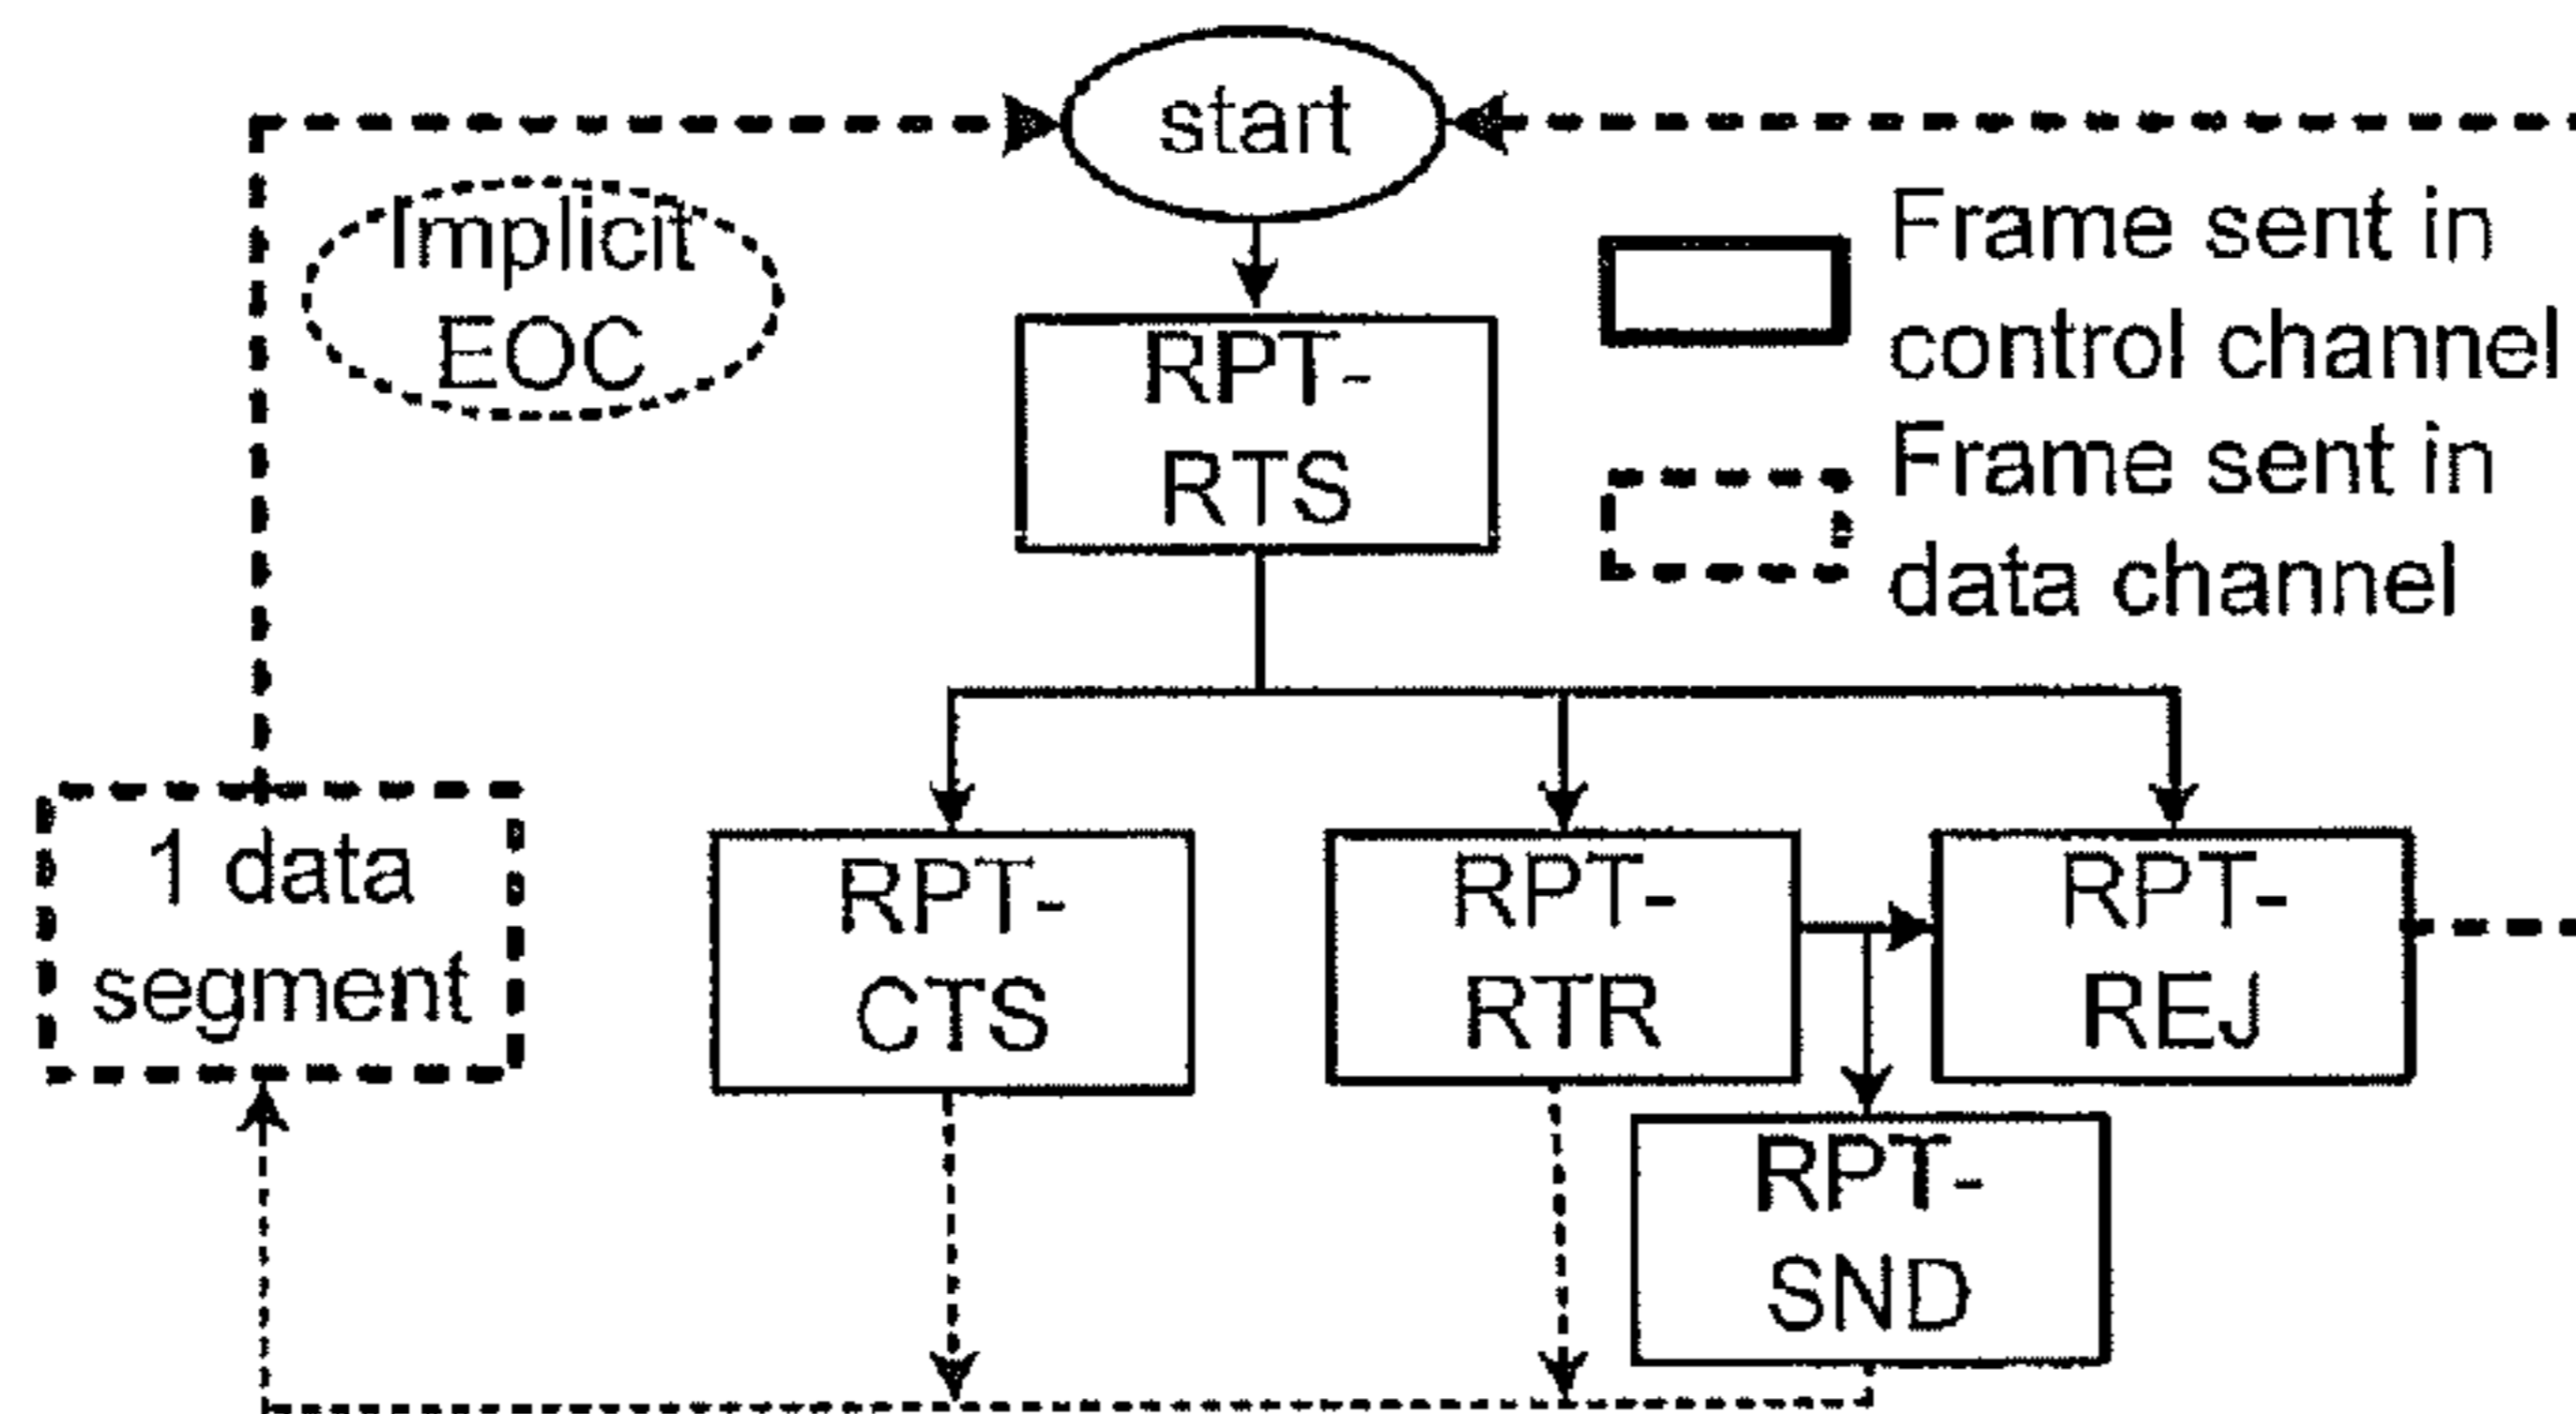 start
Implicit
EOC
RPT-
RTS
Frame sent in
control channel
Frame sent in
data channel
1 data
segment
RPT-
CTS
RPT-
RTR
RPT-
REJ
RPT-
SND